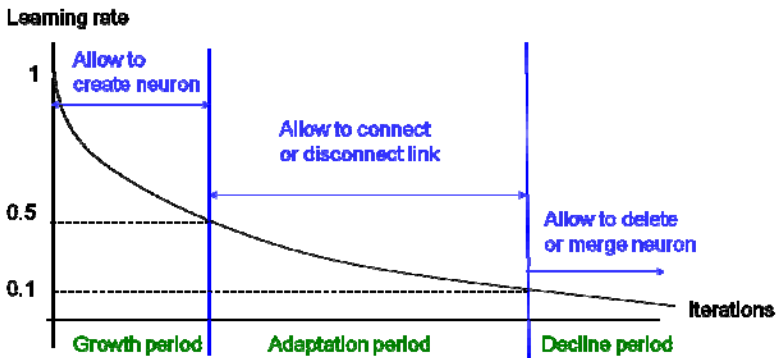 Learning rate
Allow to
create neuron
1
Allow to connect
or disconnect link
0.5
Allow to delete
or merge neuron
0.1
Iterations
Growth period
Adaptation period
Decline period